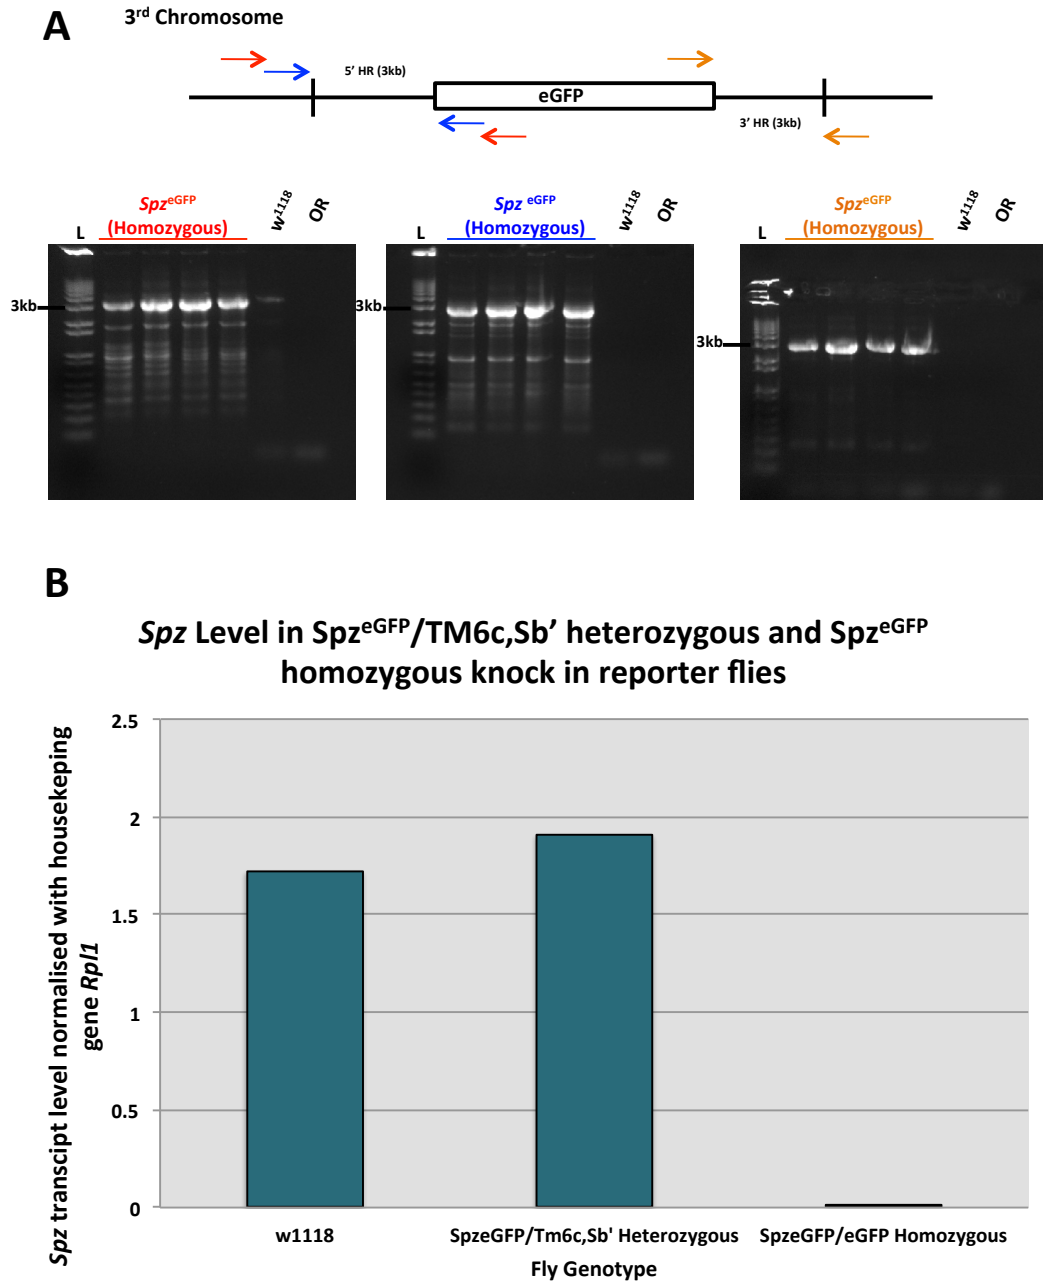 A
3rd Chromosome
5’ HR (3kb)
eGFP
3’ HR (3kb)
L
SpzeGFP
(Homozygous)
w1118
OR
3kb
L
Spz eGFP
(Homozygous)
w1118
OR
3kb
L
SpzeGFP
(Homozygous)
w1118
OR
3kb
B
Spz Level in SpzeGFP/TM6c,Sb’ heterozygous and SpzeGFP
homozygous knock in reporter flies
Spz transcipt level normalised with housekeping
gene Rpl1
2.5
2
1.5
1
0.5
0
w1118
SpzeGFP/Tm6c,Sb' Heterozygous
SpzeGFP/eGFP Homozygous
Fly Genotype